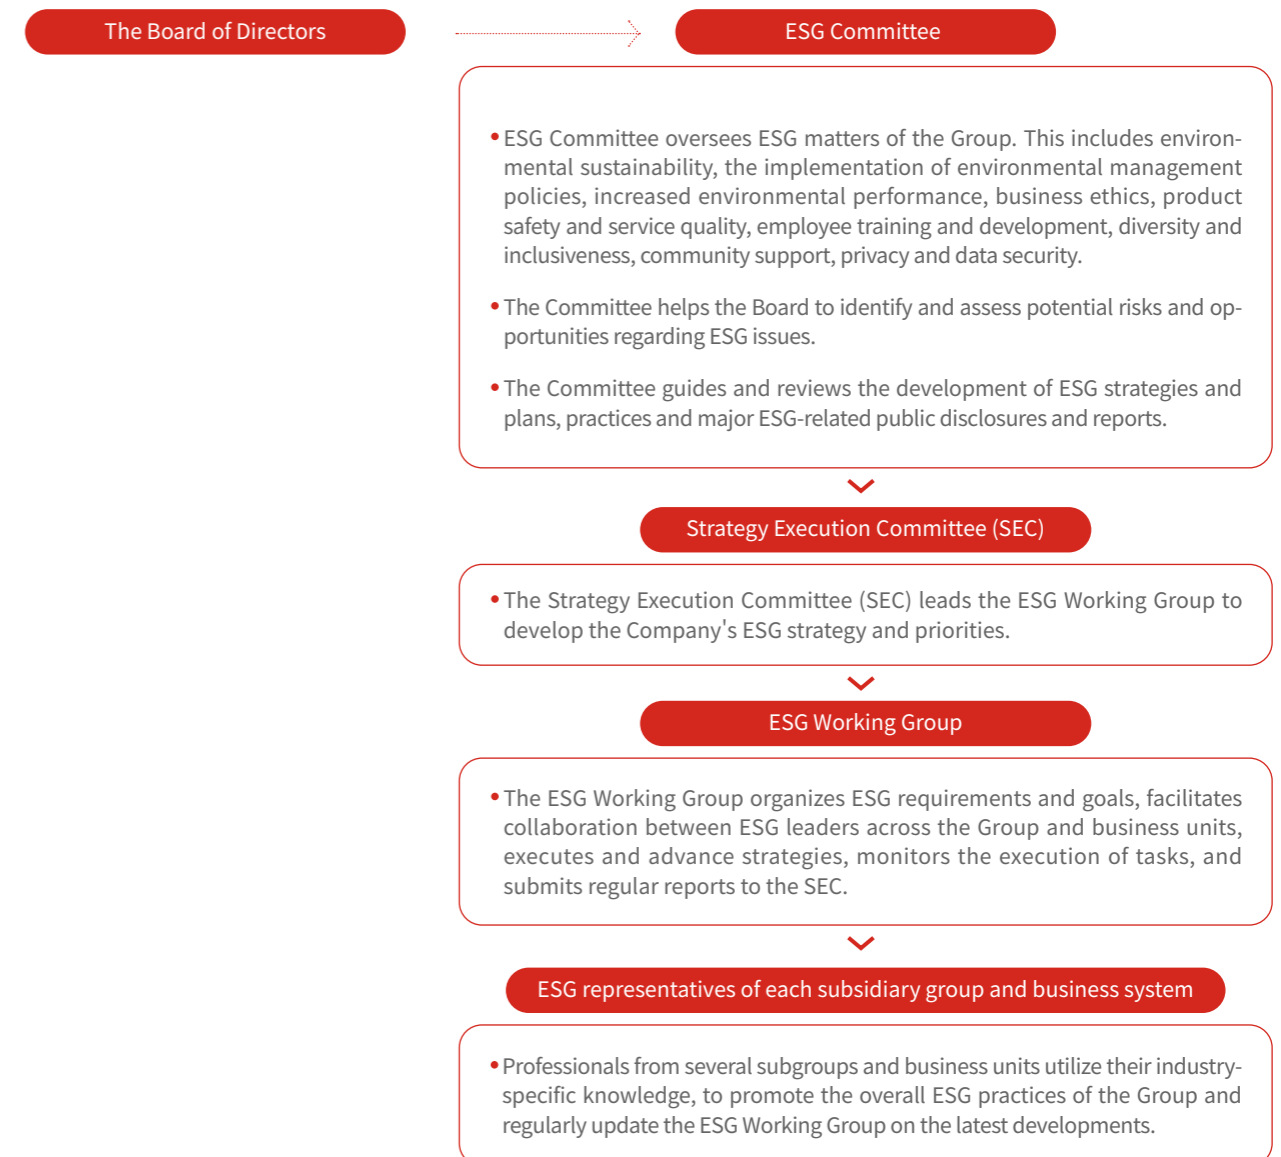 The Board of Directors
ESG Committee
• ESG Committee oversees ESG matters of the Group. This includes environ-
mental sustainability, the implementation of environmental management
policies, increased environmental performance, business ethics, product
safety and service quality, employee training and development, diversity and
inclusiveness, community support, privacy and data security.
• The Committee helps the Board to identify and assess potential risks and op-
portunities regarding ESG issues.
• The Committee guides and reviews the development of ESG strategies and
plans, practices and major ESG-related public disclosures and reports.
Strategy Execution Committee (SEC)
• The Strategy Execution Committee (SEC) leads the ESG Working Group to
develop the Company's ESG strategy and priorities.
ESG Working Group
• The ESG Working Group organizes ESG requirements and goals, facilitates
collaboration between ESG leaders across the Group and business units,
executes and advance strategies, monitors the execution of tasks, and
submits regular reports to the SEC.
ESG representatives of each subsidiary group and business system
• Professionals from several subgroups and business units utilize their industry-
specific knowledge, to promote the overall ESG practices of the Group and
regularly update the ESG Working Group on the latest developments.